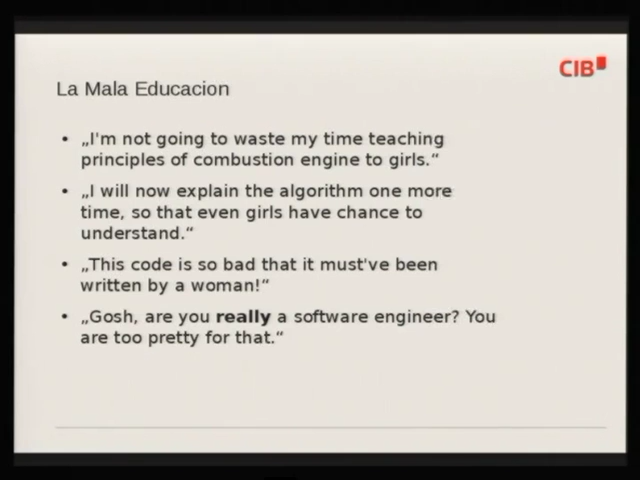 CIB
La Mala Educacion
• „I'm not going to waste my time teaching
principles of combustion engine to girls.“
• „I will now explain the algorithm one more
time, so that even girls have chance to
understand.“
• „This code is so bad that it must've been
written by a woman!“
• „Gosh, are you really a software engineer? You
are too pretty for that.“